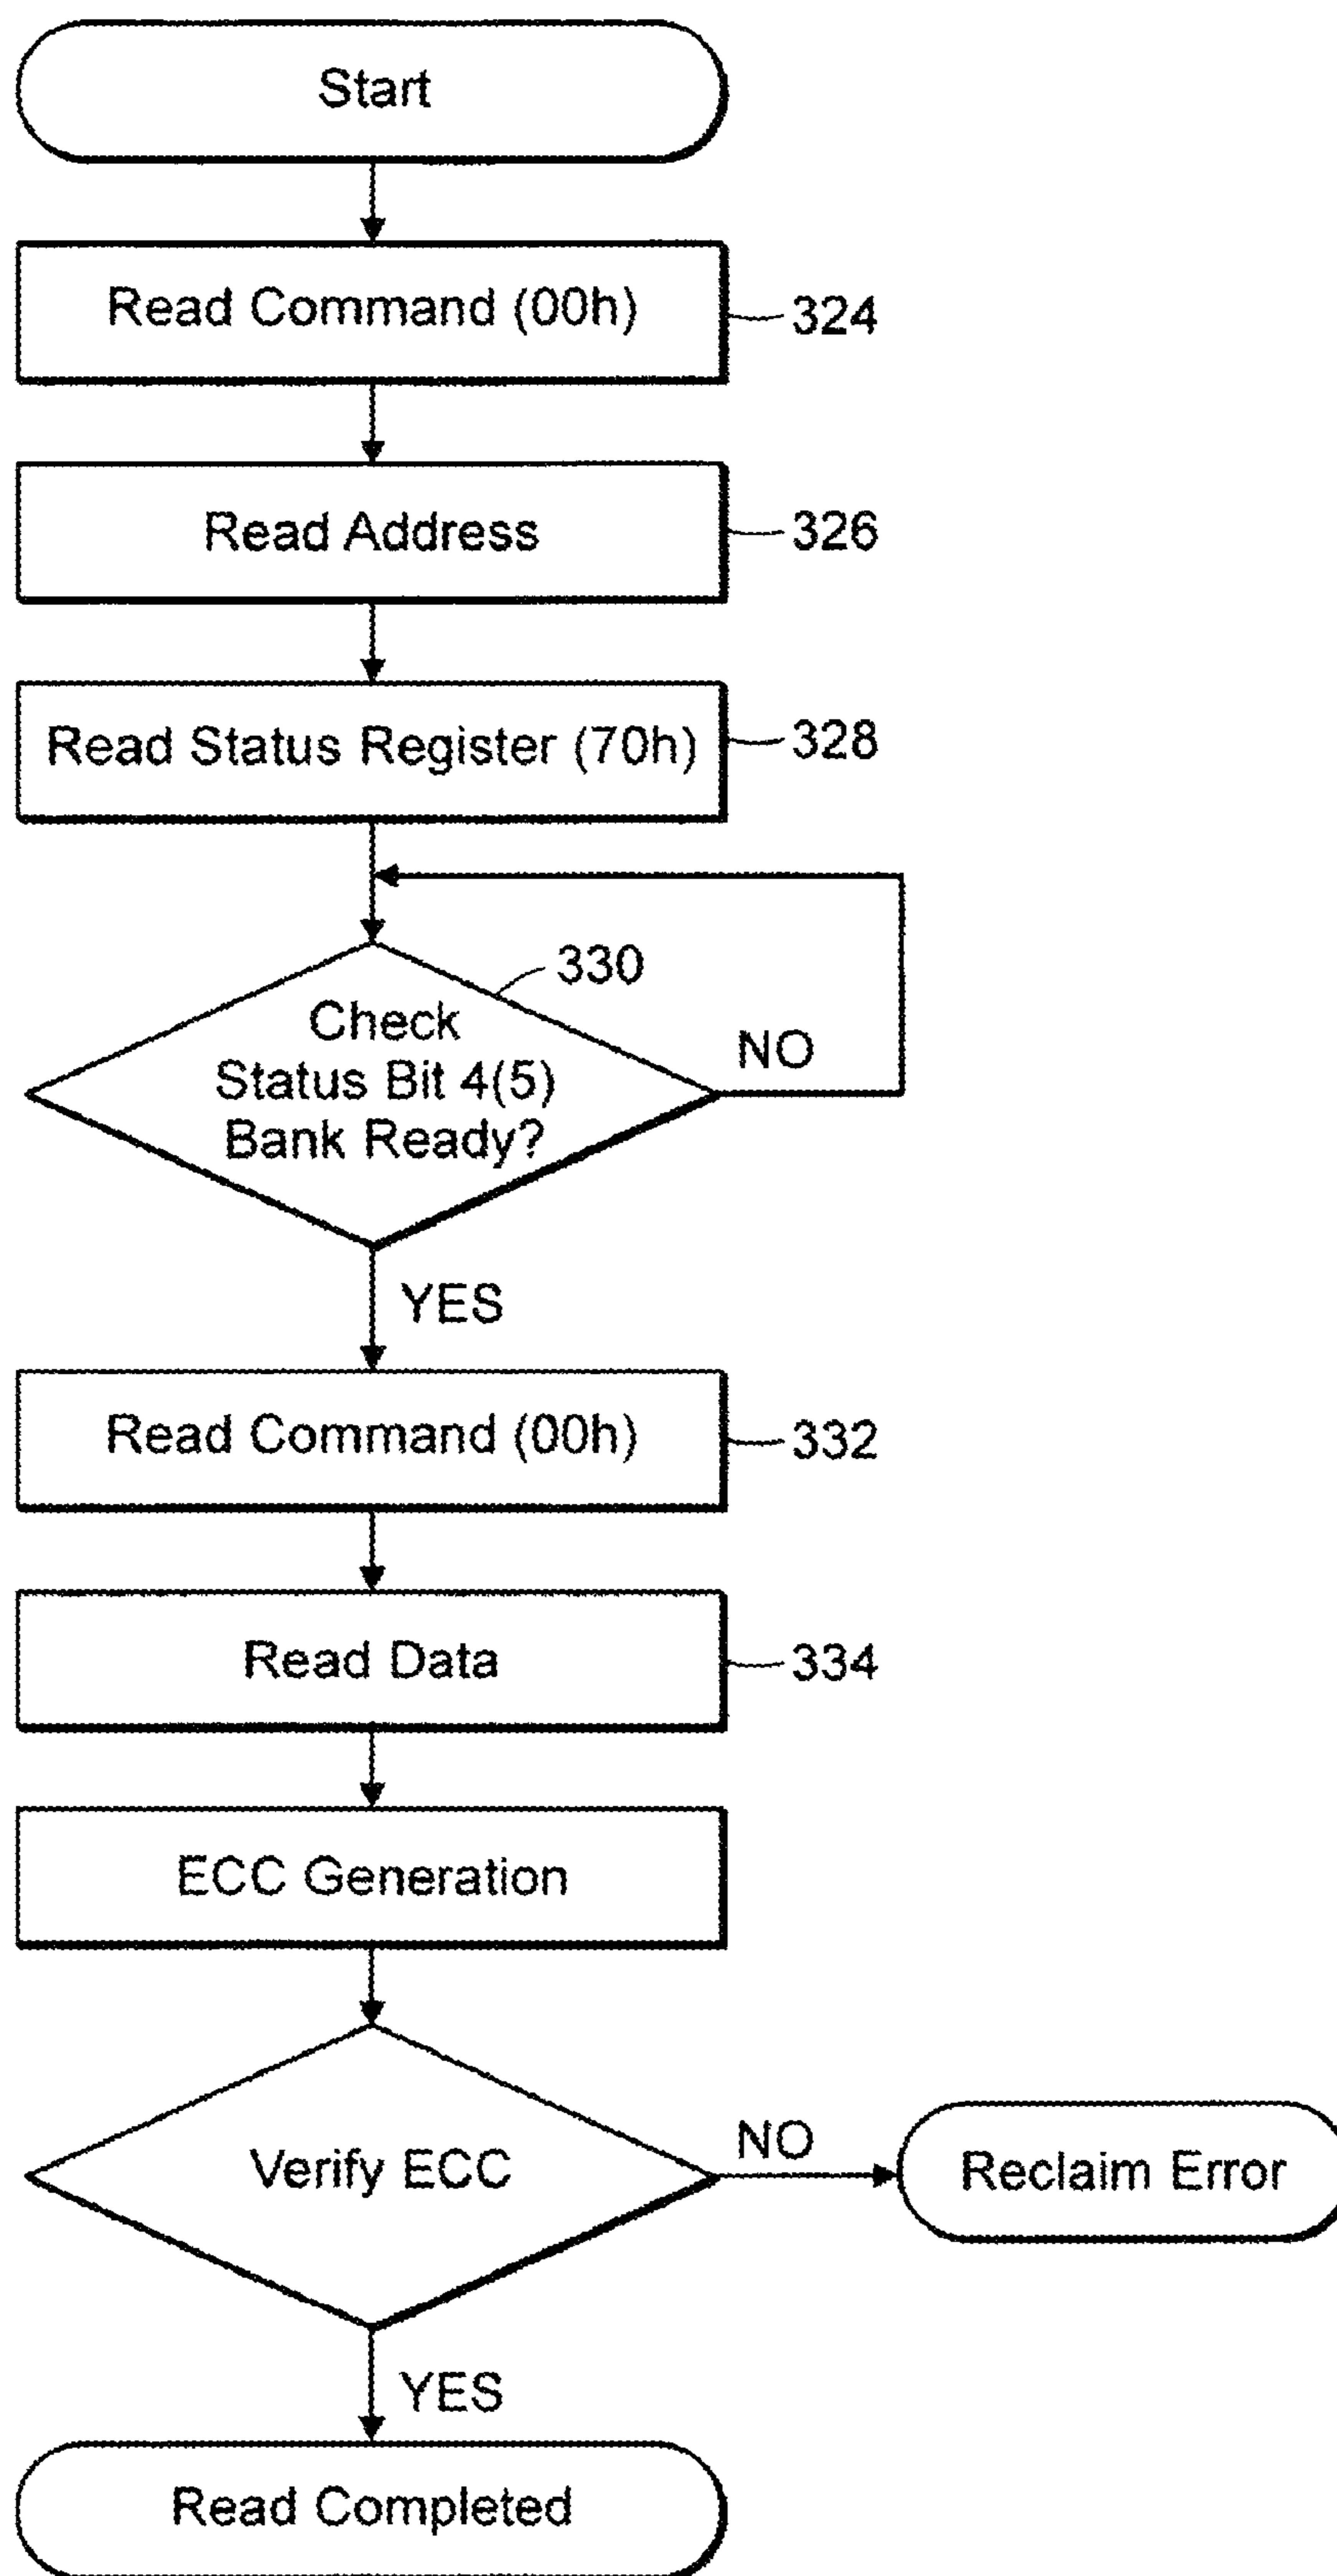 Start
Read Command (00h)
324
Read Address
326
Read Status Register (70h)
328
330
Check
Status Bit 4(5)
Bank Ready?
NO
YES
Read Command (00h)
332
Read Data
334
ECC Generation
Verify ECC
NO
Reclaim Error
YES
Read Completed